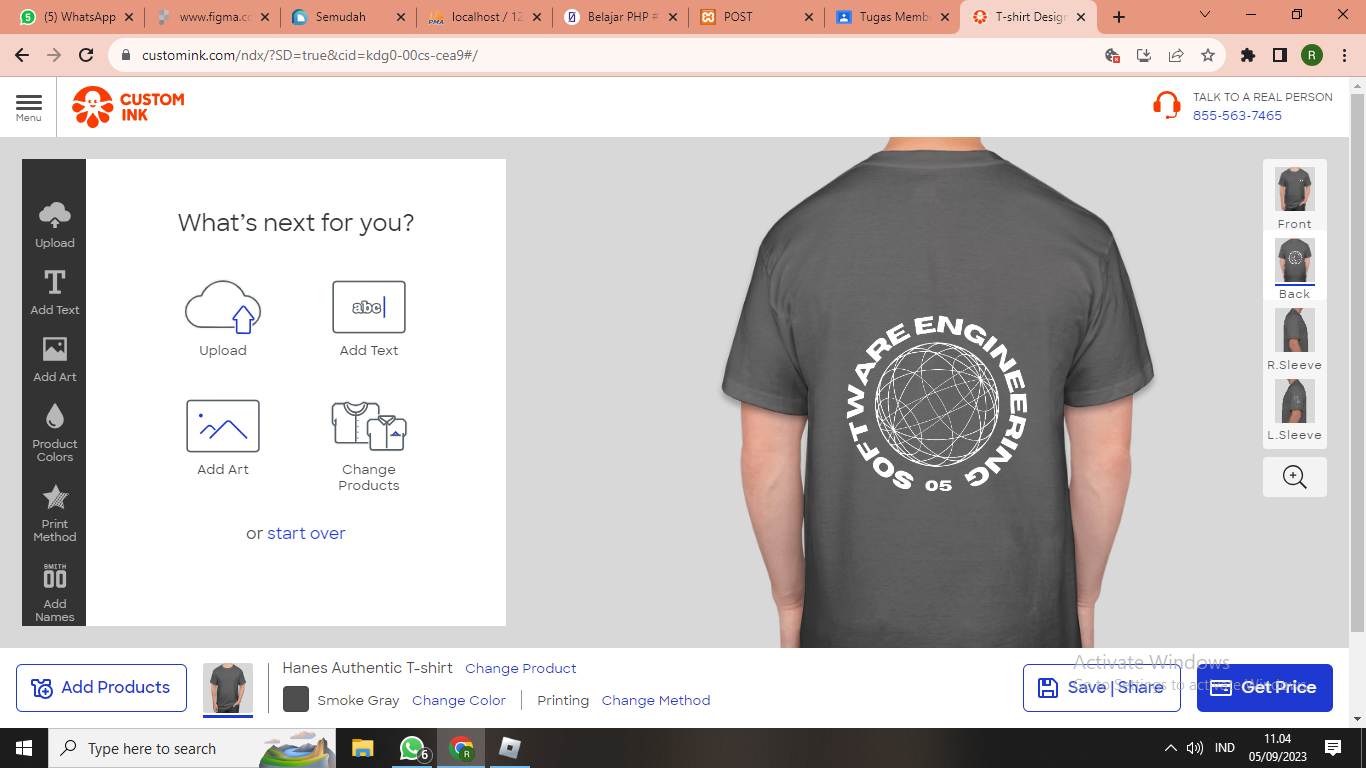 (5) WhatsApp
www.figma.co
Semudah
localhost / 12
Belajar PHP #
POST
Tugas Memb
T-shirt Design
custom​ink.com/ndx/?SD=true&cid=kdg0-00cs-cea9#/
R
Menu
CUSTOM
INK
TALK TO A REAL PERSON
855-563-7465
Upload
Add Text
Add Art
Product
Colors
Print
Method
SMITH
00
Add
Names
What's next for you?
Upload
abc
Add Text
Add Art
Change
Products
or start over
SOFTWARE ENGINEERING
05
Front
Back
R.Sleeve
L.Sleeve
Add Products
Hanes Authentic T-shirt Change Product
Smoke Gray Change Color Printing Change Method
Save | Share
Get Price
Activate Windows
Go to Settings to activate Windows.
Type here to search
6
R
IND
11.04
05/09/2023